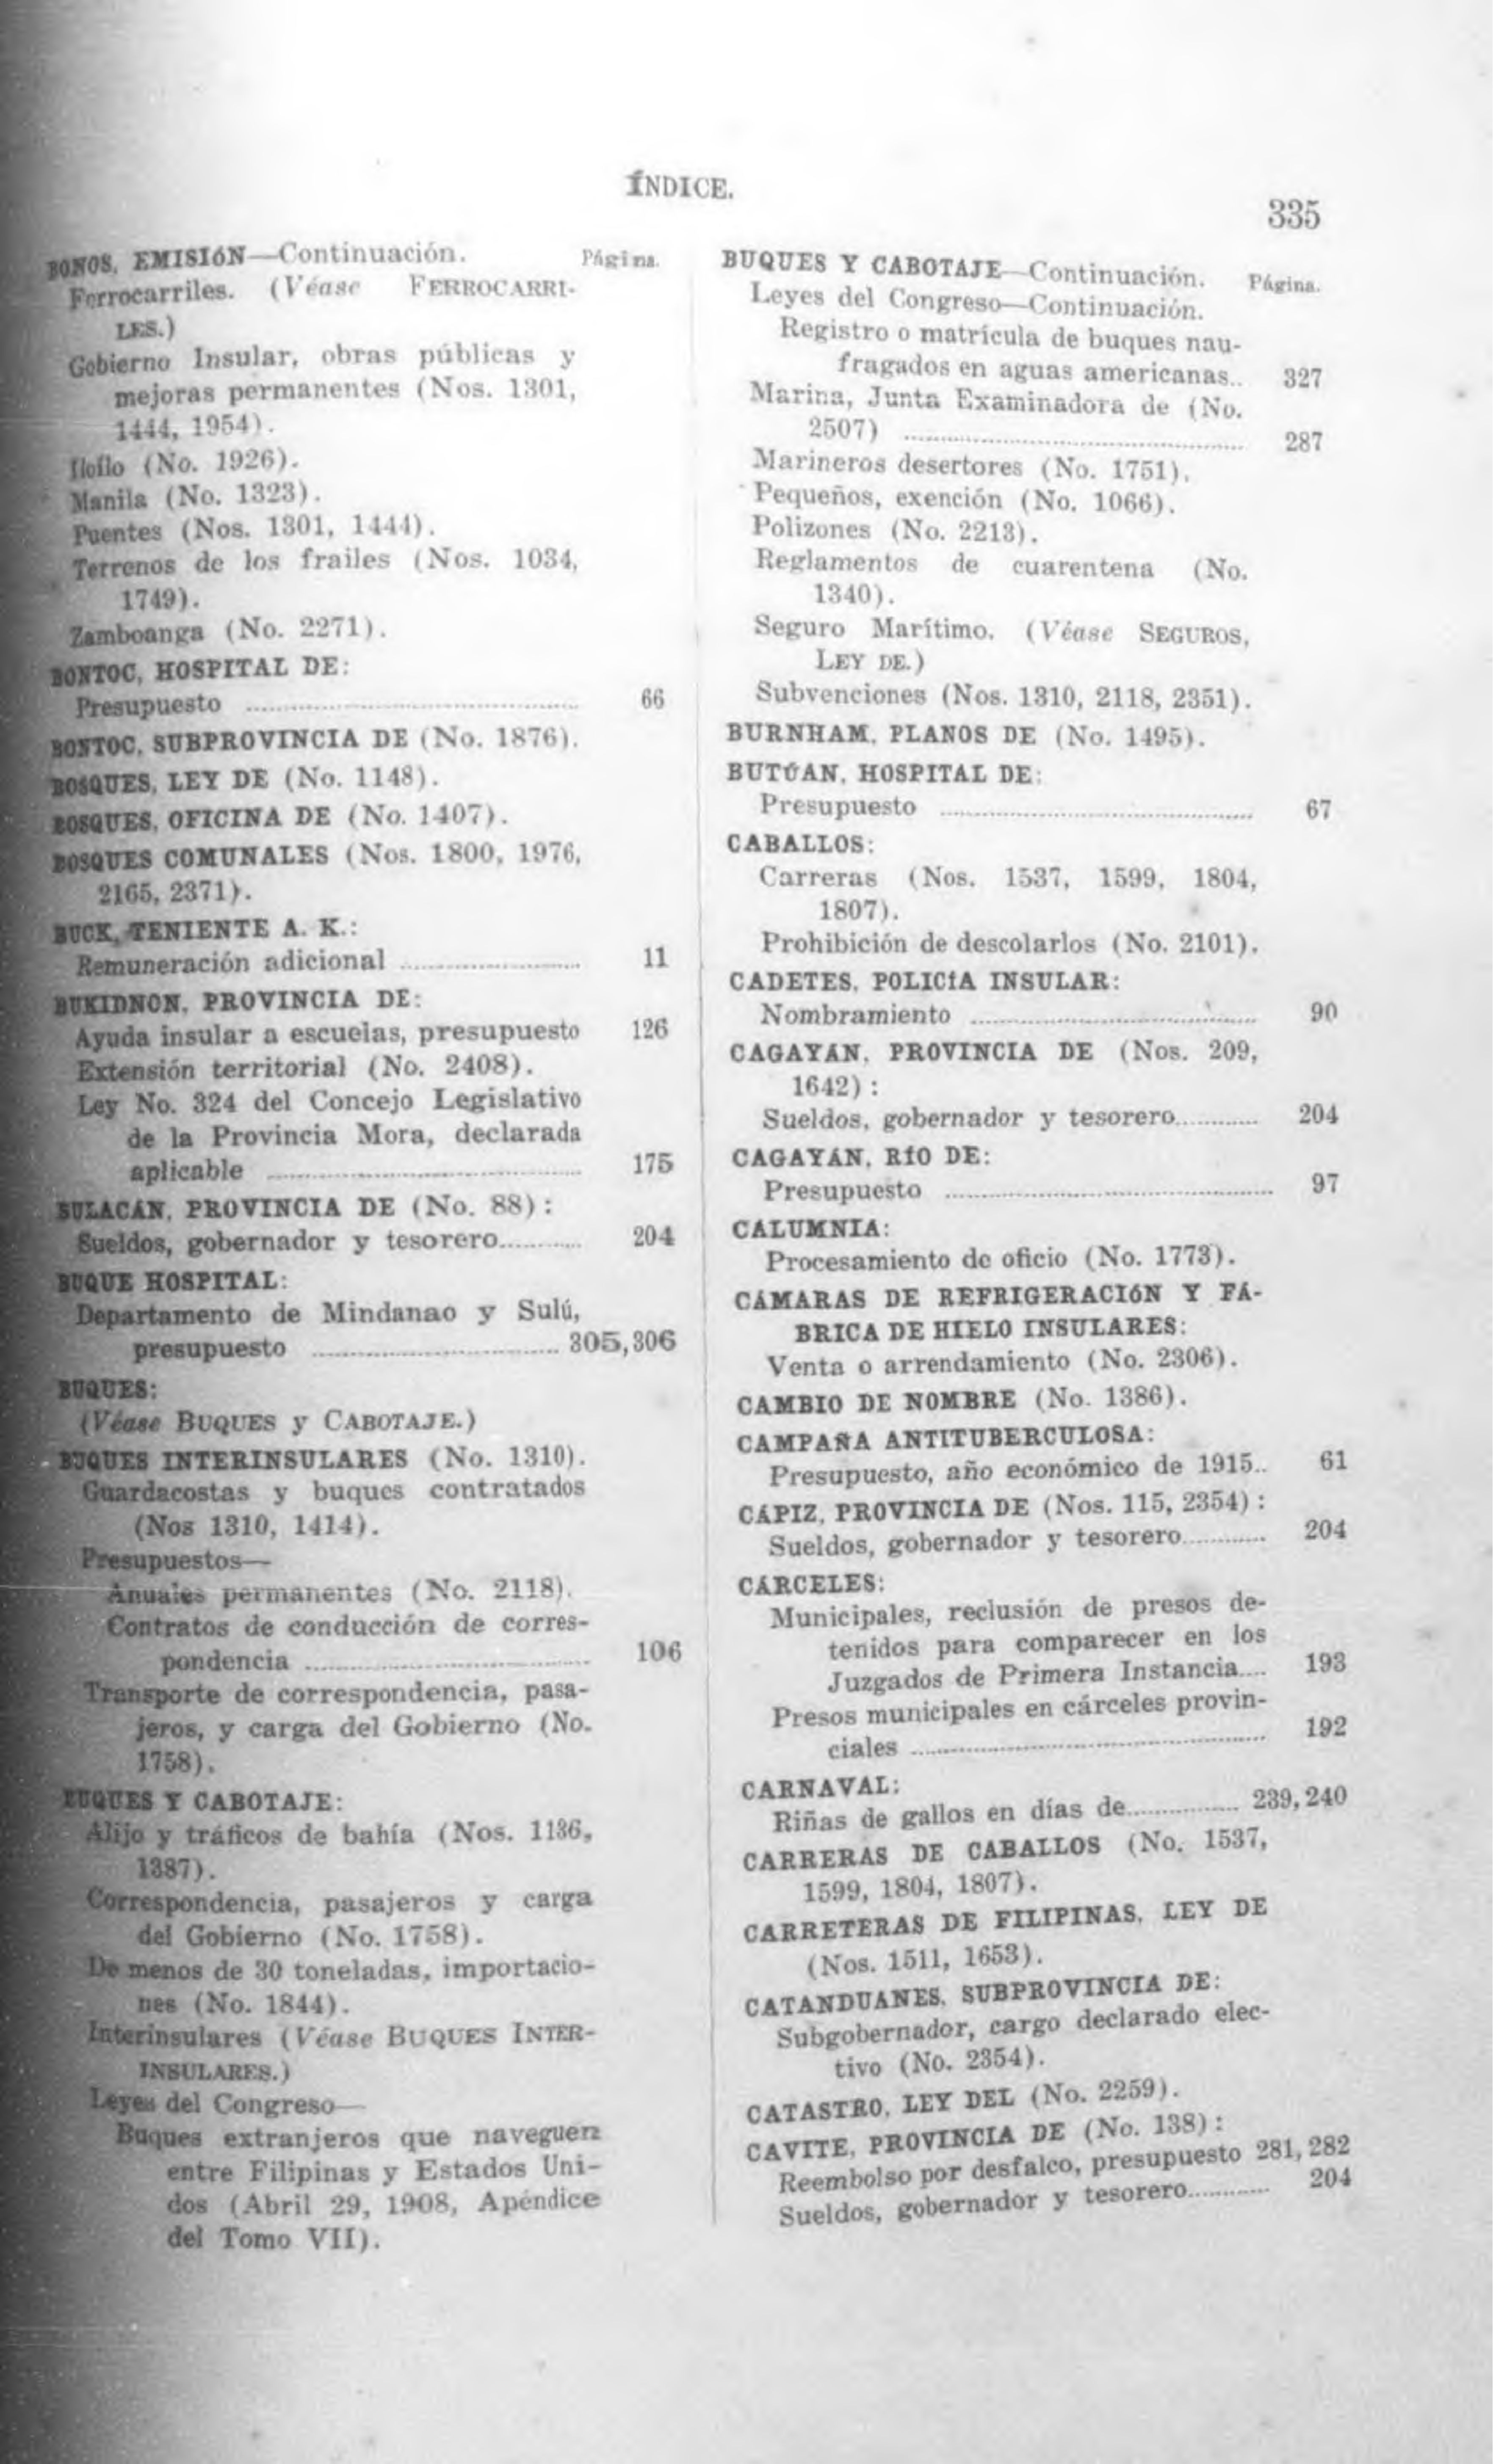 ÍNDICE.
335
BONOS, EMISIÓN—Continuación. Página.
Ferrocarriles. (Véase FERROCARRI-
LES.)
Gobierno Insular, obras públicas y
mejoras permanentes (Nos. 1301,
1444, 1954).
Iloílo (No. 1926).
Manila (No. 1323).
Puentes (Nos. 1301, 1444).
Terrenos de los frailes (Nos. 1034,
1749).
Zamboanga (No. 2271).
BONTOC, HOSPITAL DE:
Presupuesto ........ 66
BONTOC, SUBPROVINCIA DE (No. 1876).
BOSQUES, LEY DE (No. 1148).
BOSQUES, OFICINA DE (No. 1407).
BOSQUES COMUNALES (Nos. 1800, 1976,
2165, 2371).
BUCK, TENIENTE A. K.:
Remuneración adicional ........ 11
BUKIDNON, PROVINCIA DE:
Ayuda insular a escuelas, presupuesto 126
Extensión territorial (No. 2408).
Ley No. 324 del Concejo Legislativo
de la Provincia Mora, declarada
aplicable ........ 175
BULACÁN, PROVINCIA DE (No. 88):
Sueldos, gobernador y tesorero........ 204
BUQUE HOSPITAL:
Departamento de Mindanao y Sulú,
presupuesto ........ 305, 306
BUQUES:
(Véase BUQUES y CABOTAJE.)
BUQUES INTERINSULARES (No. 1310).
Guardacostas y buques contratados
(Nos 1310, 1414).
Presupuestos—
Anuales permanentes (No. 2118).
Contratos de conducción de corres-
pondencia ........ 106
Transporte de correspondencia, pasa-
jeros, y carga del Gobierno (No.
1758).
BUQUES Y CABOTAJE:
Alijo y tráficos de bahía (Nos. 1136,
1387).
Correspondencia, pasajeros y carga
del Gobierno (No. 1758).
De menos de 30 toneladas, importacio-
nes (No. 1844).
Interinsulares (Véase BUQUES INTER-
INSULARES.)
Leyes del Congreso—
Buques extranjeros que naveguen
entre Filipinas y Estados Uni-
dos (Abril 29, 1908, Apéndice
del Tomo VII).
BUQUES Y CABOTAJE—Continuación. Página.
Leyes del Congreso—Continuación.
Registro o matrícula de buques nau-
fragados en aguas americanas.. 327
Marina, Junta Examinadora de (No.
2507) ........ 287
Marineros desertores (No. 1751).
Pequeños, exención (No. 1066).
Polizones (No. 2213).
Reglamentos de cuarentena (No.
1340).
Seguro Marítimo. (Véase SEGUROS,
LEY DE.)
Subvenciones (Nos. 1310, 2118, 2351).
BURNHAM, PLANOS DE (No. 1495).
BUTÚAN, HOSPITAL DE:
Presupuesto ........ 67
CABALLOS:
Carreras (Nos. 1537, 1599, 1804,
1807).
Prohibición de descolarlos (No. 2101).
CADETES, POLICÍA INSULAR:
Nombramiento ........ 90
CAGAYÁN, PROVINCIA DE (Nos. 209,
1642):
Sueldos, gobernador y tesorero........ 204
CAGAYÁN, RÍO DE:
Presupuesto ........ 97
CALUMNIA:
Procesamiento de oficio (No. 1773).
CÁMARAS DE REFRIGERACIÓN Y FÁ-
BRICA DE HIELO INSULARES:
Venta o arrendamiento (No. 2306).
CAMBIO DE NOMBRE (No. 1386).
CAMPAÑA ANTITUBERCULOSA:
Presupuesto, año económico de 1915.. 61
CÁPIZ, PROVINCIA DE (Nos. 115, 2354):
Sueldos, gobernador y tesorero........ 204
CÁRCELES:
Municipales, reclusión de presos de-
tenidos para comparecer en los
Juzgados de Primera Instancia.... 193
Presos municipales en cárceles provin-
ciales ........ 192
CARNAVAL:
Riñas de gallos en días de........ 239, 240
CARRERAS DE CABALLOS (No. 1537,
1599, 1804, 1807).
CARRETERAS DE FILIPINAS, LEY DE
(Nos. 1511, 1653).
CATANDUANES, SUBPROVINCIA DE:
Subgobernador, cargo declarado elec-
tivo (No. 2354).
CATASTRO, LEY DEL (No. 2259).
CAVITE, PROVINCIA DE (No. 138):
Reembolso por desfalco, presupuesto 281, 282
Sueldos, gobernador y tesorero........ 204